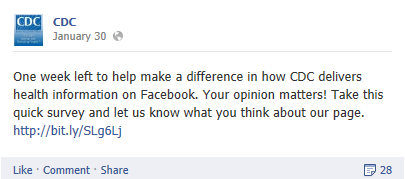 CDC
CDC
January 30
One week left to help make a difference in how CDC delivers
health information on Facebook. Your opinion matters! Take this
quick survey and let us know what you think about our page.
http://bit.ly/SLg6Lj
Like · Comment · Share 28